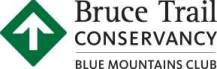 Bruce Trail
CONSERVANCY
BLUE MOUNTAINS CLUB